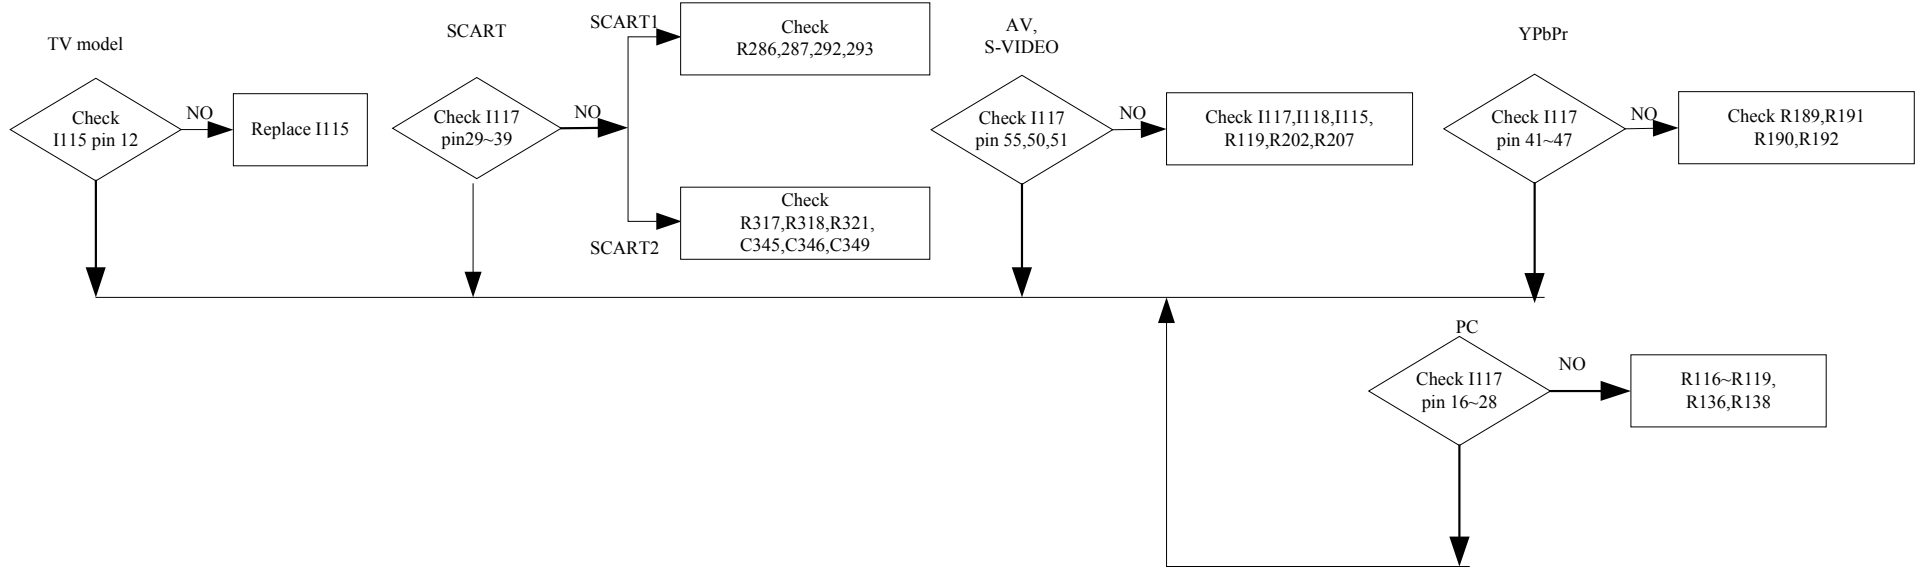 TV model
Check
I115 pin 12
NO
Replace I115
SCART
Check I117
pin29~39
NO
SCART1
Check
R286,287,292,293
SCART2
Check
R317,R318,R321,
C345,C346,C349
AV,
S-VIDEO
Check I117
pin 55,50,51
NO
Check I117,I118,I115,
R119,R202,R207
YPbPr
Check I117
pin 41~47
NO
Check R189,R191
R190,R192
PC
Check I117
pin 16~28
NO
R116~R119,
R136,R138